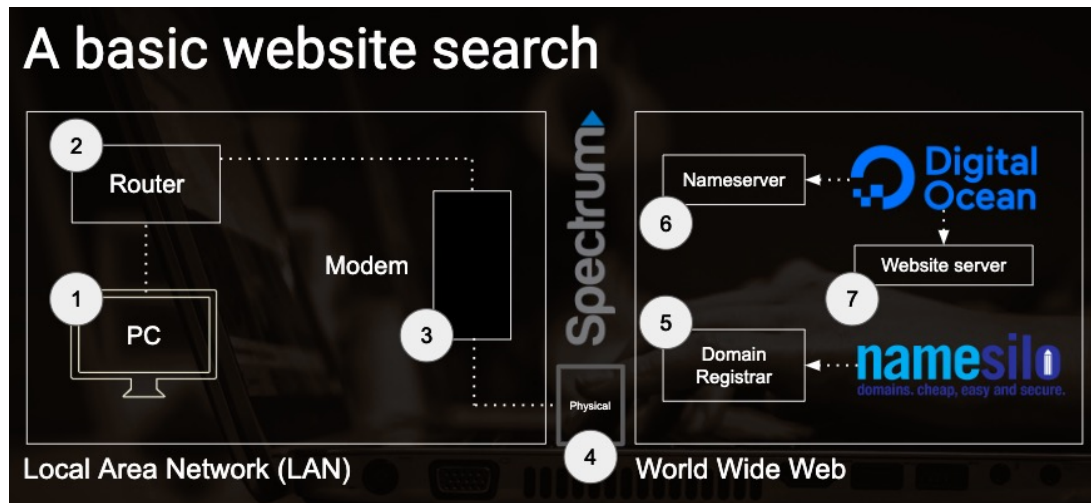 A basic website search
2
Router
Modem
1
PC
3
Local Area Network (LAN)
Spectrum
Physical
4
Nameserver
6
Digital
Ocean
Website server
7
5
Domain
Registrar
namesilo
domains. cheap, easy and secure.
World Wide Web